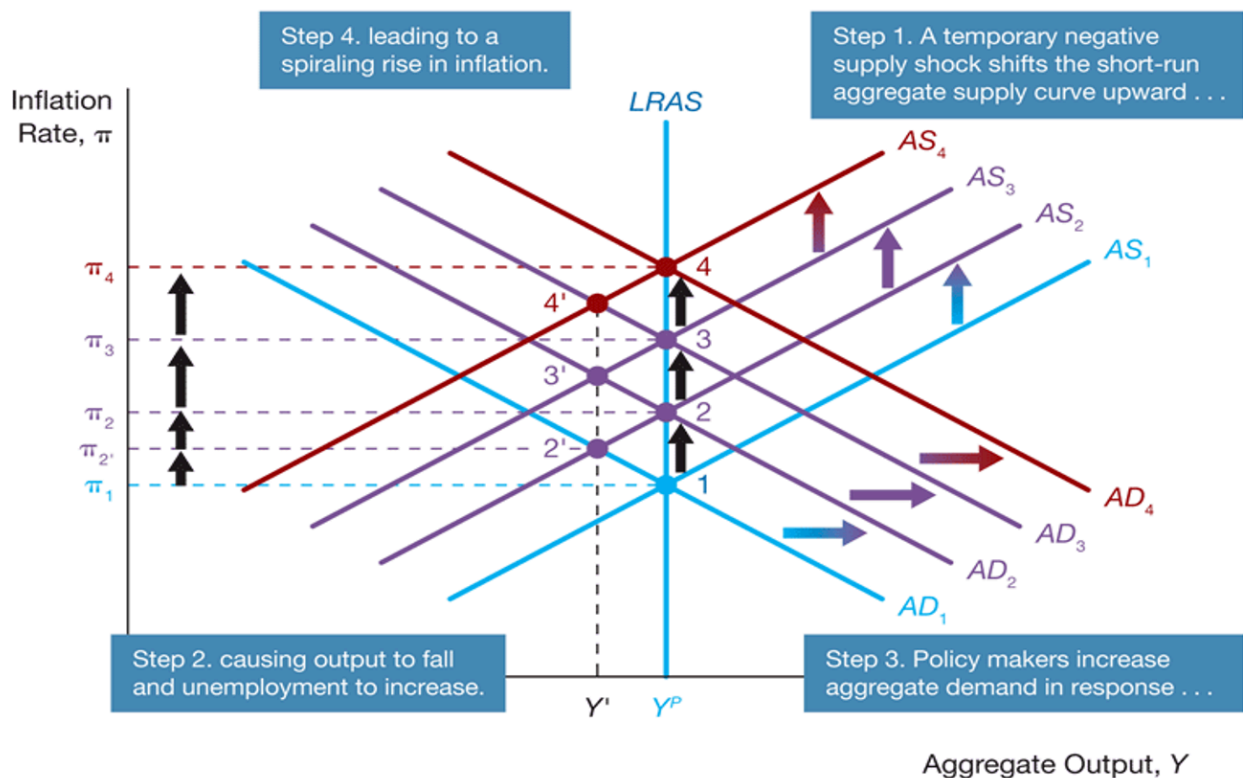 Step 4. leading to a
spiraling rise in inflation.
Step 1. A temporary negative
supply shock shifts the short-run
aggregate supply curve upward . . .
Inflation
Rate, π
LRAS
AS₄
AS₃
AS₂
AS₁
π₄
π₃
π₂
π₂'
π₁
4
4'
3
3'
2
2'
1
AD₄
AD₃
AD₂
AD₁
Step 2. causing output to fall
and unemployment to increase.
Step 3. Policy makers increase
aggregate demand in response . . .
Y'
Yᴾ
Aggregate Output, Y